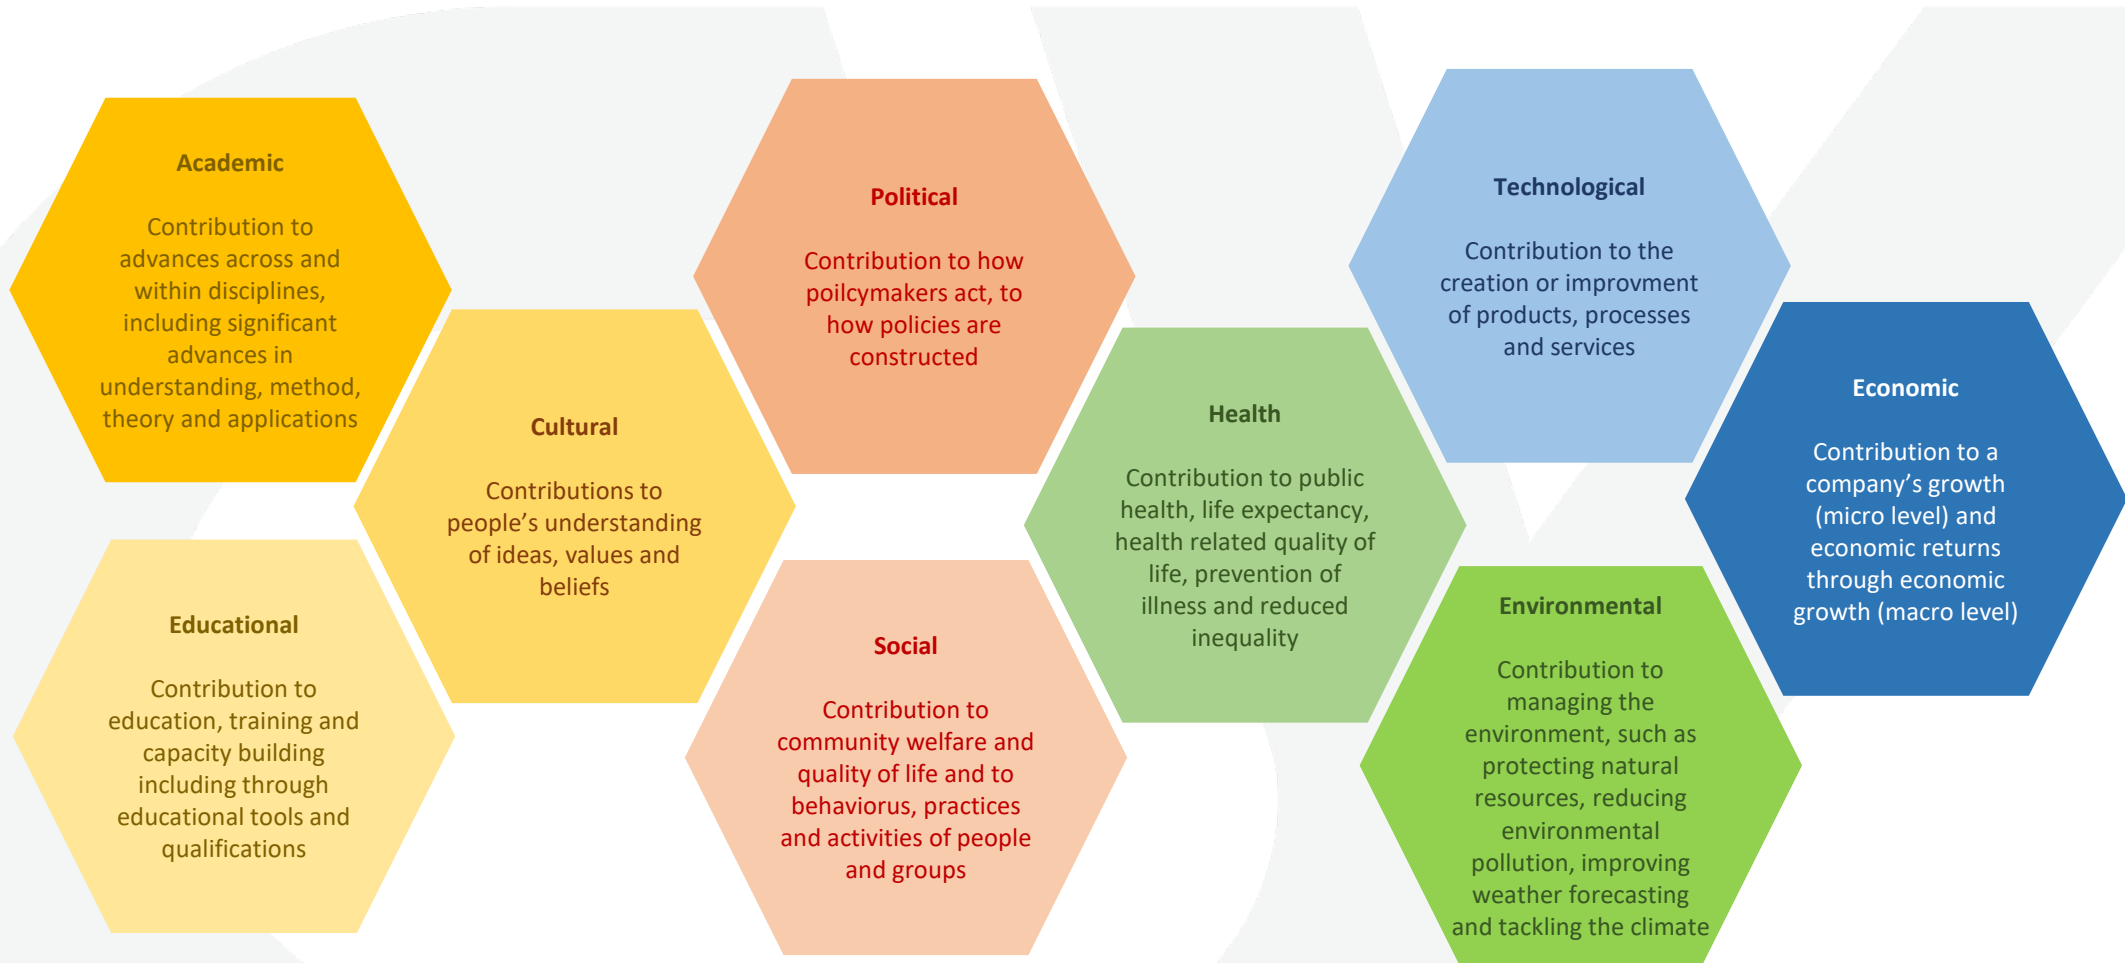 Academic
Contribution to
advances across and
within disciplines,
including significant
advances in
understanding, method,
theory and applications
Educational
Contribution to
education, training and
capacity building
including through
educational tools and
qualifications
Cultural
Contributions to
people’s understanding
of ideas, values and
beliefs
Political
Contribution to how
poilcymakers act, to
how policies are
constructed
Social
Contribution to
community welfare and
quality of life and to
behaviorus, practices
and activities of people
and groups
Health
Contribution to public
health, life expectancy,
health related quality of
life, prevention of
illness and reduced
inequality
Technological
Contribution to the
creation or improvment
of products, processes
and services
Environmental
Contribution to
managing the
environment, such as
protecting natural
resources, reducing
environmental
pollution, improving
weather forecasting
and tackling the climate
Economic
Contribution to a
company’s growth
(micro level) and
economic returns
through economic
growth (macro level)